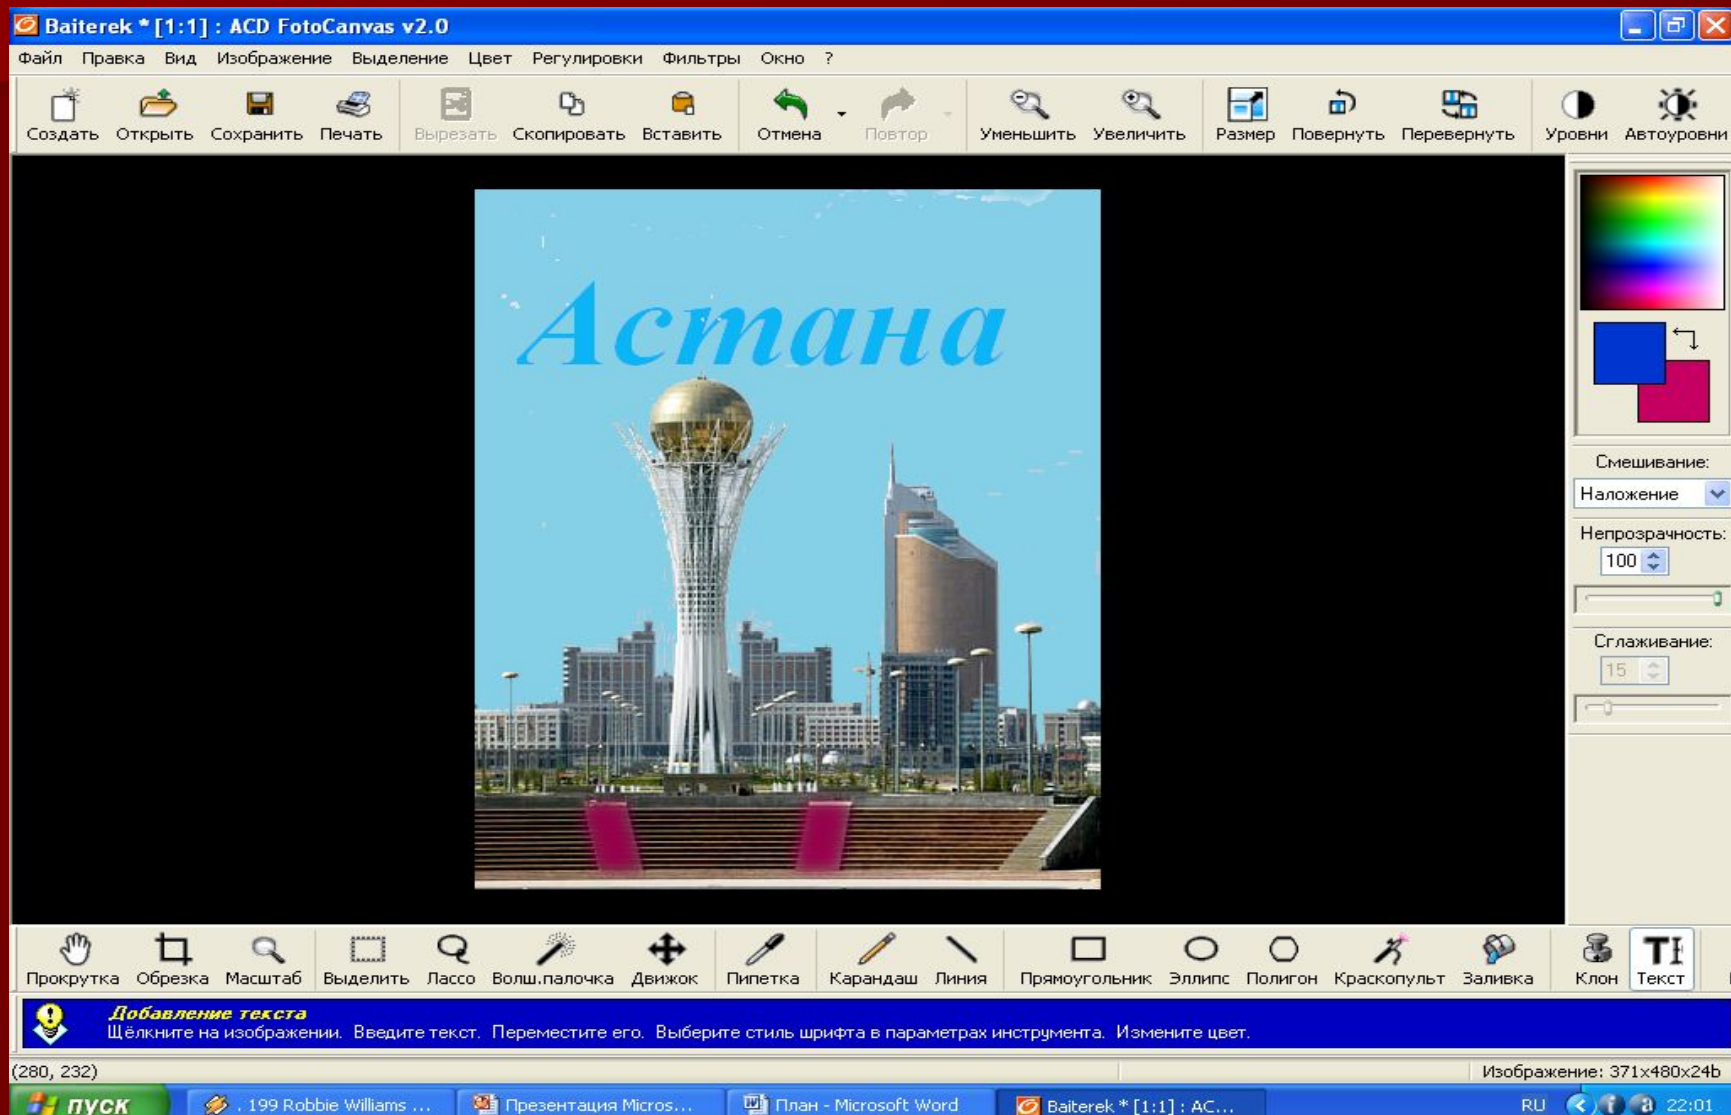 Baiterek * [1:1] : ACD FotoCanvas v2.0
Файл Правка Вид Изображение Выделение Цвет Регулировки Фильтры Окно ?
Создать Открыть Сохранить Печать Вырезать Скопировать Вставить Отмена Повтор Уменьшить Увеличить Размер Повернуть Перевернуть Уровни Автоуровни
Астана
Смешивание:
Наложение
Непрозрачность:
100
Сглаживание:
15
Прокрутка Обрезка Масштаб Выделить Лассо Волш.палочка Движок Пипетка Карандаш Линия Прямоугольник Эллипс Полигон Краскопульт Заливка Клон Текст
Добавление текста
Щёлкните на изображении. Введите текст. Переместите его. Выберите стиль шрифта в параметрах инструмента. Измените цвет.
(280, 232) Изображение: 371x480x24b
пуск . 199 Robbie Williams ... Презентация Micros... План - Microsoft Word Baiterek * [1:1] : AC... RU 22:01